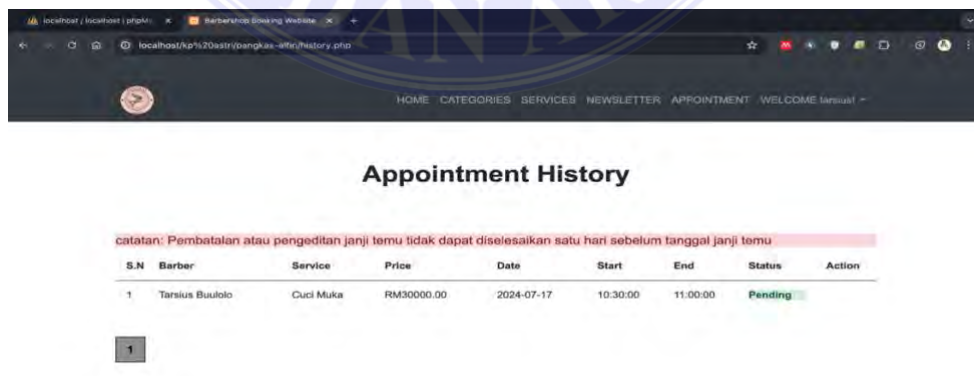 localhost / localhost | phpMy
Barbershop Booking Website
localhost/kp%20astri/pangkas-alfin/history.php
HOME CATEGORIES SERVICES NEWSLETTER APPOINTMENT WELCOME tarsius!
Appointment History
catatan: Pembatalan atau pengeditan janji temu tidak dapat diselesaikan satu hari sebelum tanggal janji temu
S.N Barber Service Price Date Start End Status Action
1 Tarsius Buulolo Cuci Muka RM30000.00 2024-07-17 10:30:00 11:00:00 Pending
1